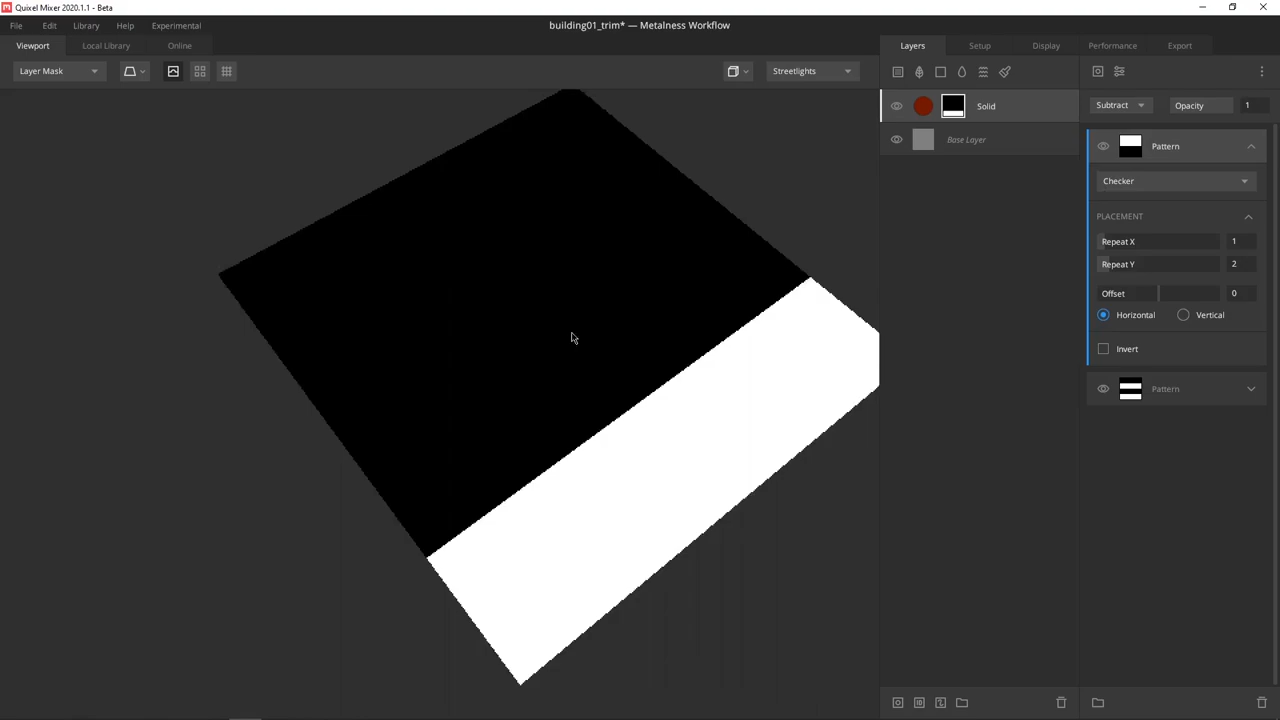 Quixel Mixer 2020.1.1 - Beta
File Edit Library Help Experimental
building01_trim* — Metalness Workflow
Viewport Local Library Online
Layers Setup Display Performance Export
Layer Mask
Streetlights
Solid
Base Layer
Subtract Opacity 1
Pattern
Checker
PLACEMENT
Repeat X 1
Repeat Y 2
Offset 0
Horizontal Vertical
Invert
Pattern